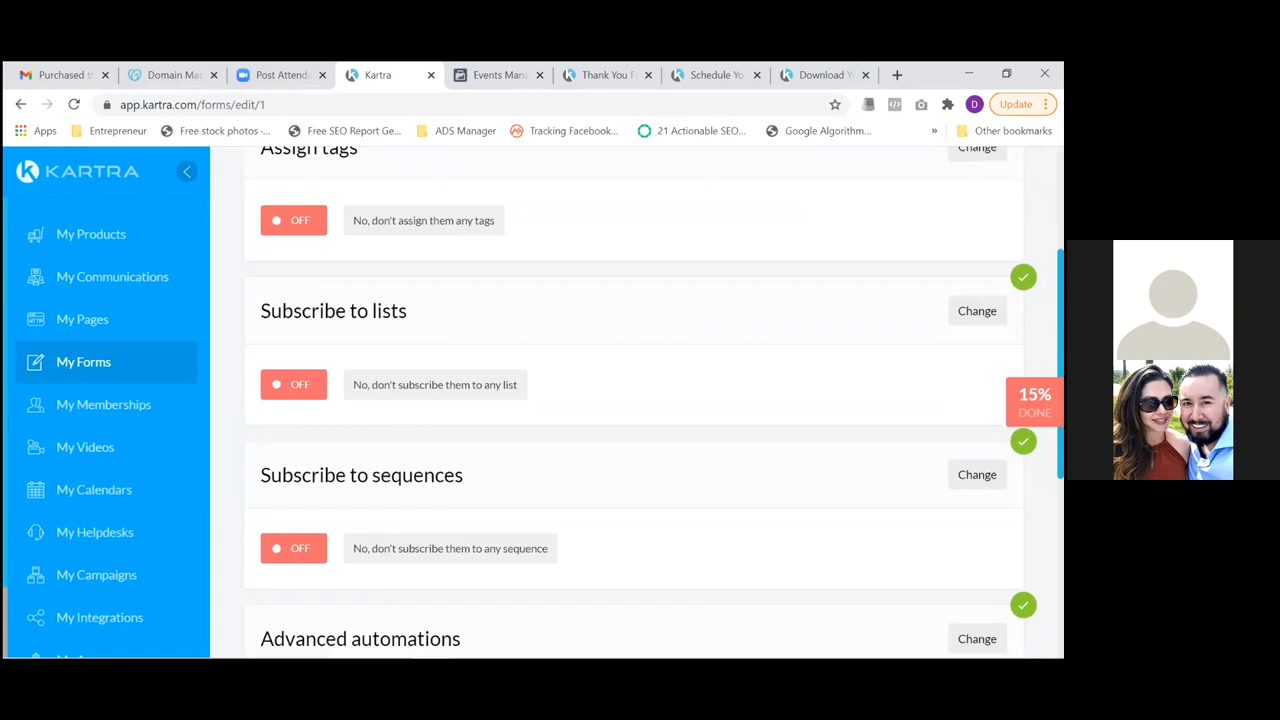 Purchased t
Domain Mar
Post Attende
Kartra
Events Mana
Thank You F
Schedule Yo
Download Y
app.kartra.com/forms/edit/1
D
Update
Apps
Entrepreneur
Free stock photos -...
Free SEO Report Ge...
ADS Manager
Tracking Facebook...
21 Actionable SEO...
Google Algorithm...
»
Other bookmarks
KARTRA
My Products
My Communications
My Pages
My Forms
My Memberships
My Videos
My Calendars
My Helpdesks
My Campaigns
My Integrations
Assign tags
Change
OFF
No, don't assign them any tags
Subscribe to lists
Change
OFF
No, don't subscribe them to any list
15%
DONE
Subscribe to sequences
Change
OFF
No, don't subscribe them to any sequence
Advanced automations
Change